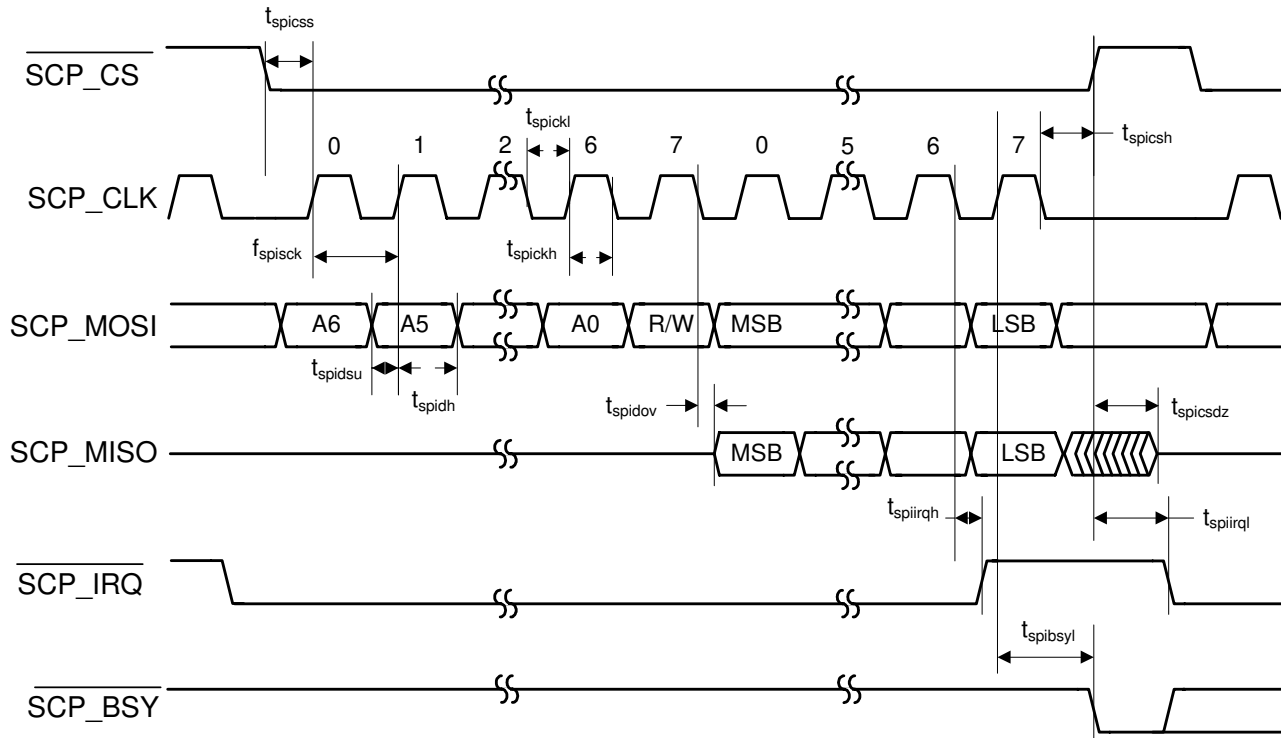 tspicss
SCP_CS
tspickl
tspicsh
0 1 2 6 7 0 5 6 7
SCP_CLK
fspisck
tspickh
SCP_MOSI
A6 A5 A0 R/W MSB LSB
tspidsu
tspidh
tspidov
tspicsdz
SCP_MISO
MSB LSB
tspiirqh
tspiirql
SCP_IRQ
tspibsyl
SCP_BSY